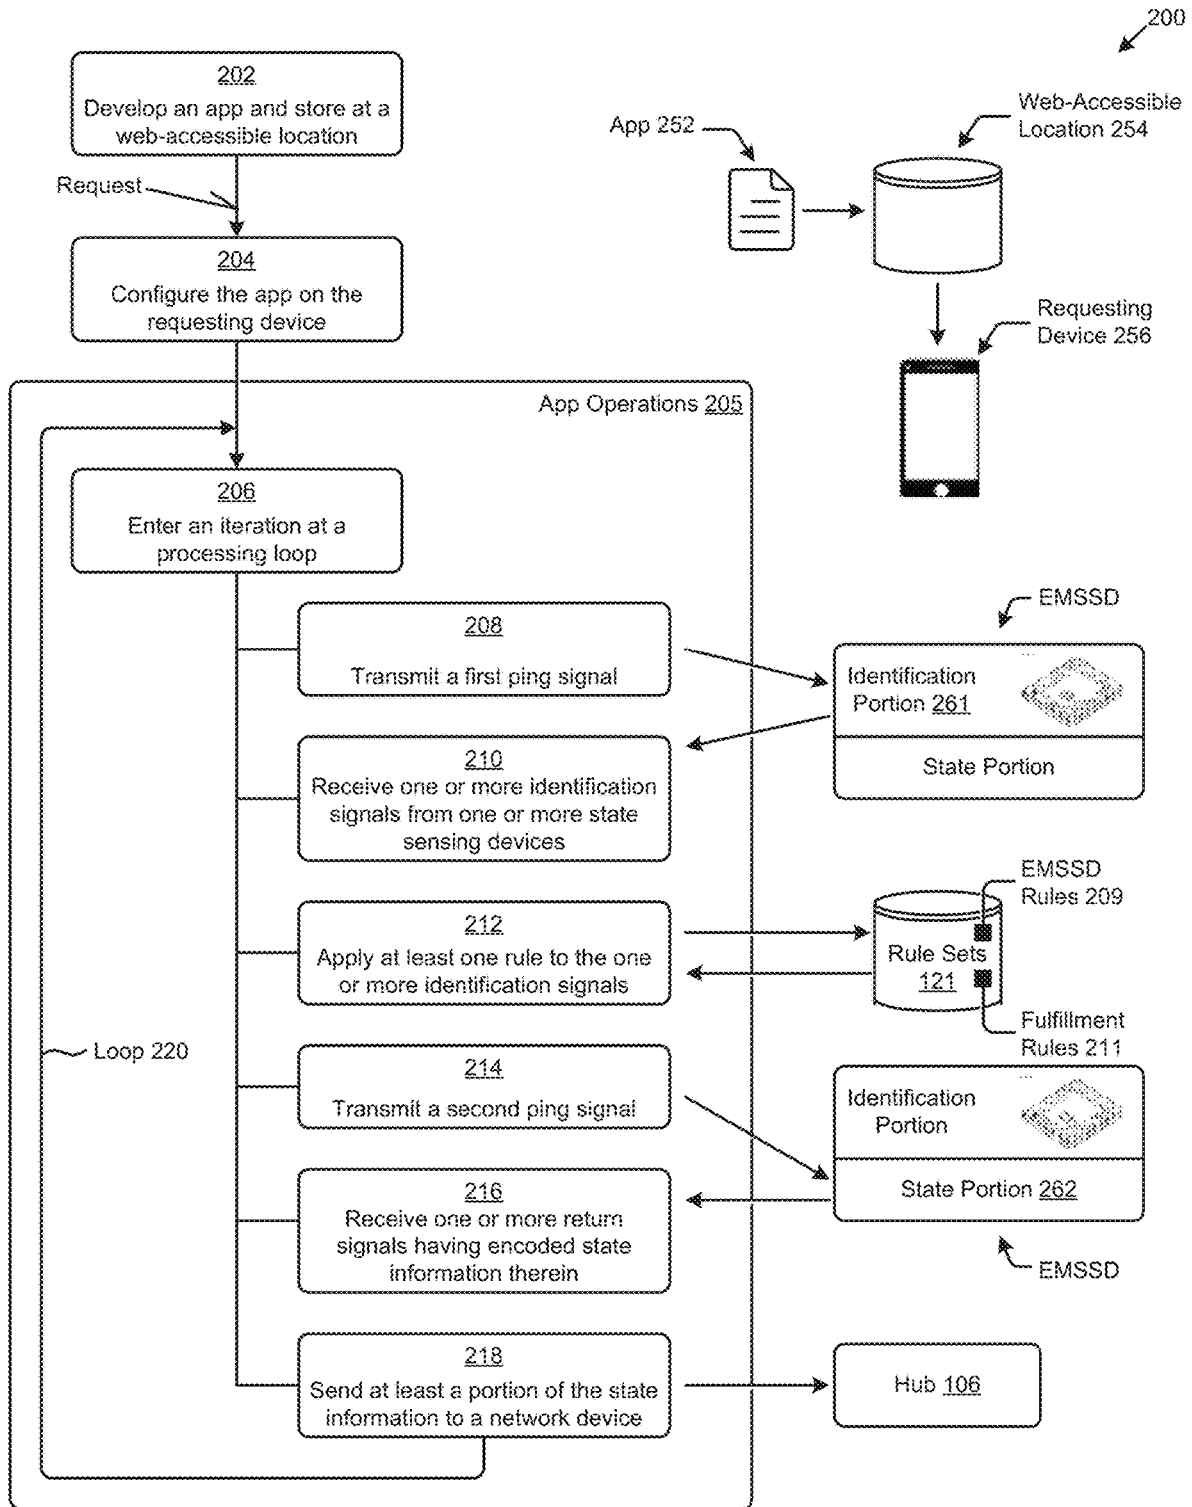 200
202
Develop an app and store at a
web-accessible location
Request
204
Configure the app on the
requesting device
App 252
Web-Accessible
Location 254
Requesting
Device 256
App Operations 205
206
Enter an iteration at a
processing loop
208
Transmit a first ping signal
EMSSD
Identification
Portion 261
State Portion
210
Receive one or more identification
signals from one or more state
sensing devices
212
Apply at least one rule to the one
or more identification signals
EMSSD
Rules 209
Rule Sets
121
Fulfillment
Rules 211
Loop 220
214
Transmit a second ping signal
Identification
Portion
State Portion 262
EMSSD
216
Receive one or more return
signals having encoded state
information therein
218
Send at least a portion of the state
information to a network device
Hub 106